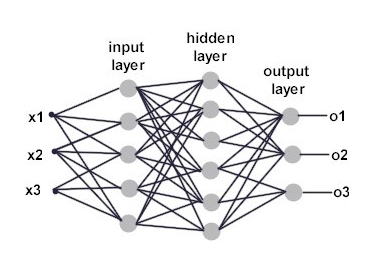 input
layer
hidden
layer
output
layer
x1
x2
x3
o1
o2
o3